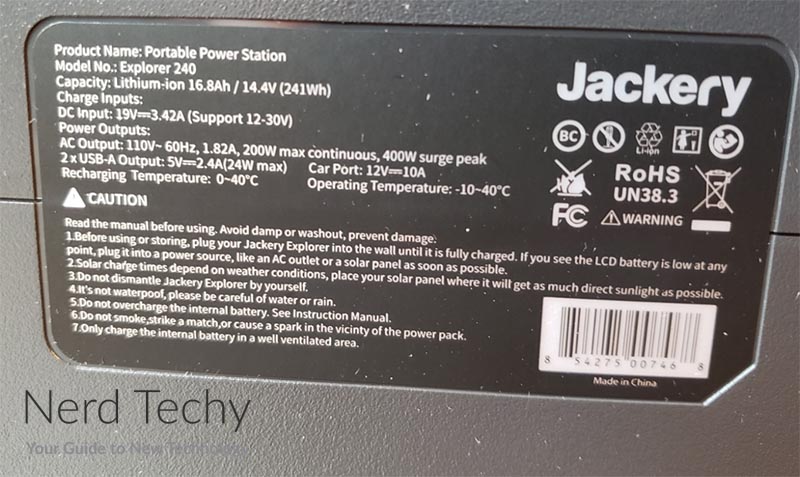 Product Name: Portable Power Station
Model No.: Explorer 240
Capacity: Lithium-ion 16.8Ah / 14.4V (241Wh)
Charge Inputs:
DC Input: 19V⎓3.42A (Support 12-30V)
Power Outputs:
AC Output: 110V~ 60Hz, 1.82A, 200W max continuous, 400W surge peak
2 x USB-A Output: 5V⎓2.4A(24W max) Car Port: 12V⎓10A
Recharging Temperature: 0~40°C Operating Temperature: -10~40°C
Jackery
BC
Li-ion
RoHS
UN38.3
FC
WARNING
CAUTION
Read the manual before using. Avoid damp or washout, prevent damage:
1.Before using or storing, plug your Jackery Explorer into the wall until it is fully charged. If you see the LCD battery is low at any
point, plug it into a power source, like an AC outlet or a solar panel as soon as possible.
2.Solar charge times depend on weather conditions, place your solar panel where it will get as much direct sunlight as possible.
3.Do not dismantle Jackery Explorer by yourself.
4.It's not waterpoof, please be careful of water or rain.
5.Do not overcharge the internal battery. See Instruction Manual.
6.Do not smoke,strike a match,or cause a spark in the vicinty of the power pack.
7.Only charge the internal battery in a well ventilated area.
8 54275 00746 8
Made in China
Nerd Techy
Your Guide to New Technology